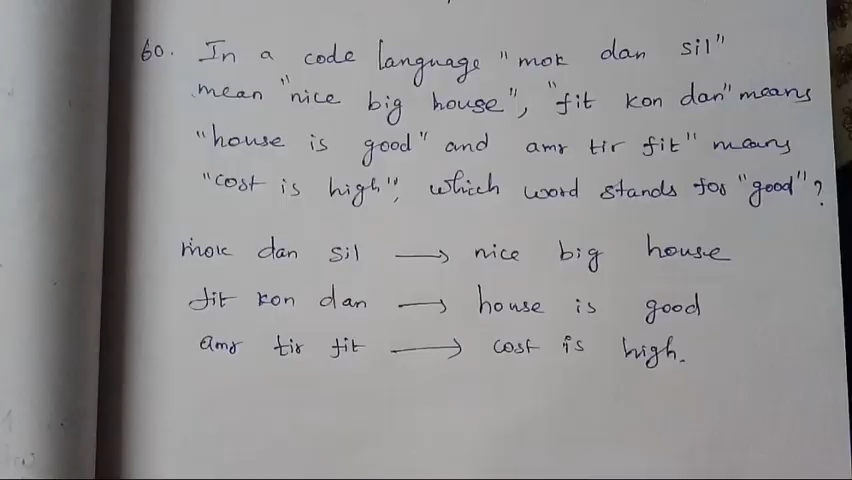 60. In a code language "mok dan sil"
mean "nice big house", "fit kon dan" means
"house is good" and amr tir fit" means
"cost is high", which word stands for "good"?
mok dan sil → nice big house
fit kon dan → house is good
amr tir fit → cost is high.